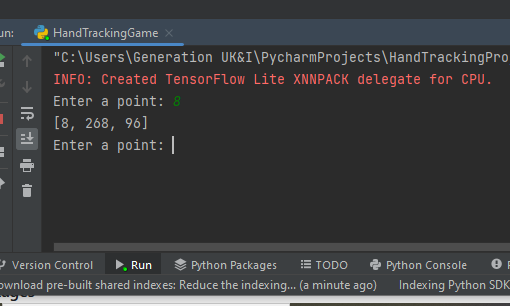 un: HandTrackingGame
"C:\Users\Generation UK&I\PycharmProjects\HandTrackingPro
INFO: Created TensorFlow Lite XNNPACK delegate for CPU.
Enter a point: 8
[8, 268, 96]
Enter a point:
Version Control Run Python Packages TODO Python Console P
ownload pre-built shared indexes: Reduce the indexing... (a minute ago) Indexing Python SDK